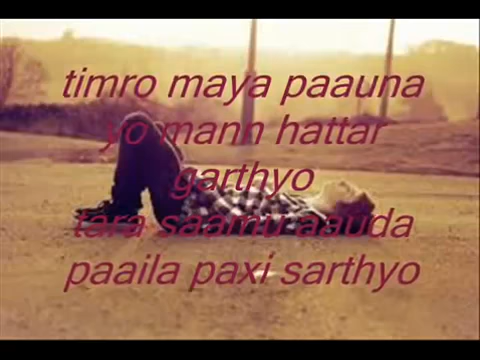 timro maya paauna
yo mann hattar
garthyo
tara saamu aauda
paaila paxi sarthyo